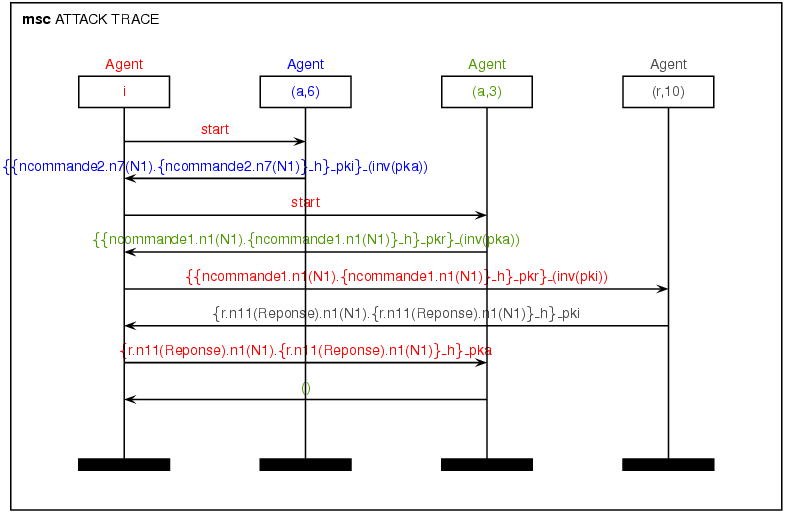 msc ATTACK TRACE
Agent Agent Agent Agent
i (a,6) (a,3) (r,10)
start
{{ncommande2.n7(N1).{ncommande2.n7(N1)}_h}_pki}_(inv(pka))
start
{{ncommande1.n1(N1).{ncommande1.n1(N1)}_h}_pkr}_(inv(pka))
{{ncommande1.n1(N1).{ncommande1.n1(N1)}_h}_pkr}_(inv(pki))
{r.n11(Reponse).n1(N1).{r.n11(Reponse).n1(N1)}_h}_pki
{r.n11(Reponse).n1(N1).{r.n11(Reponse).n1(N1)}_h}_pka
()